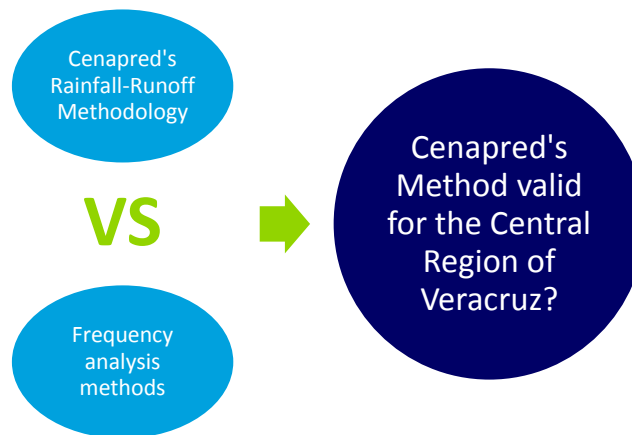 Cenapred's
Rainfall-Runoff
Methodology
VS
Frequency
analysis
methods
Cenapred's
Method valid
for the Central
Region of
Veracruz?